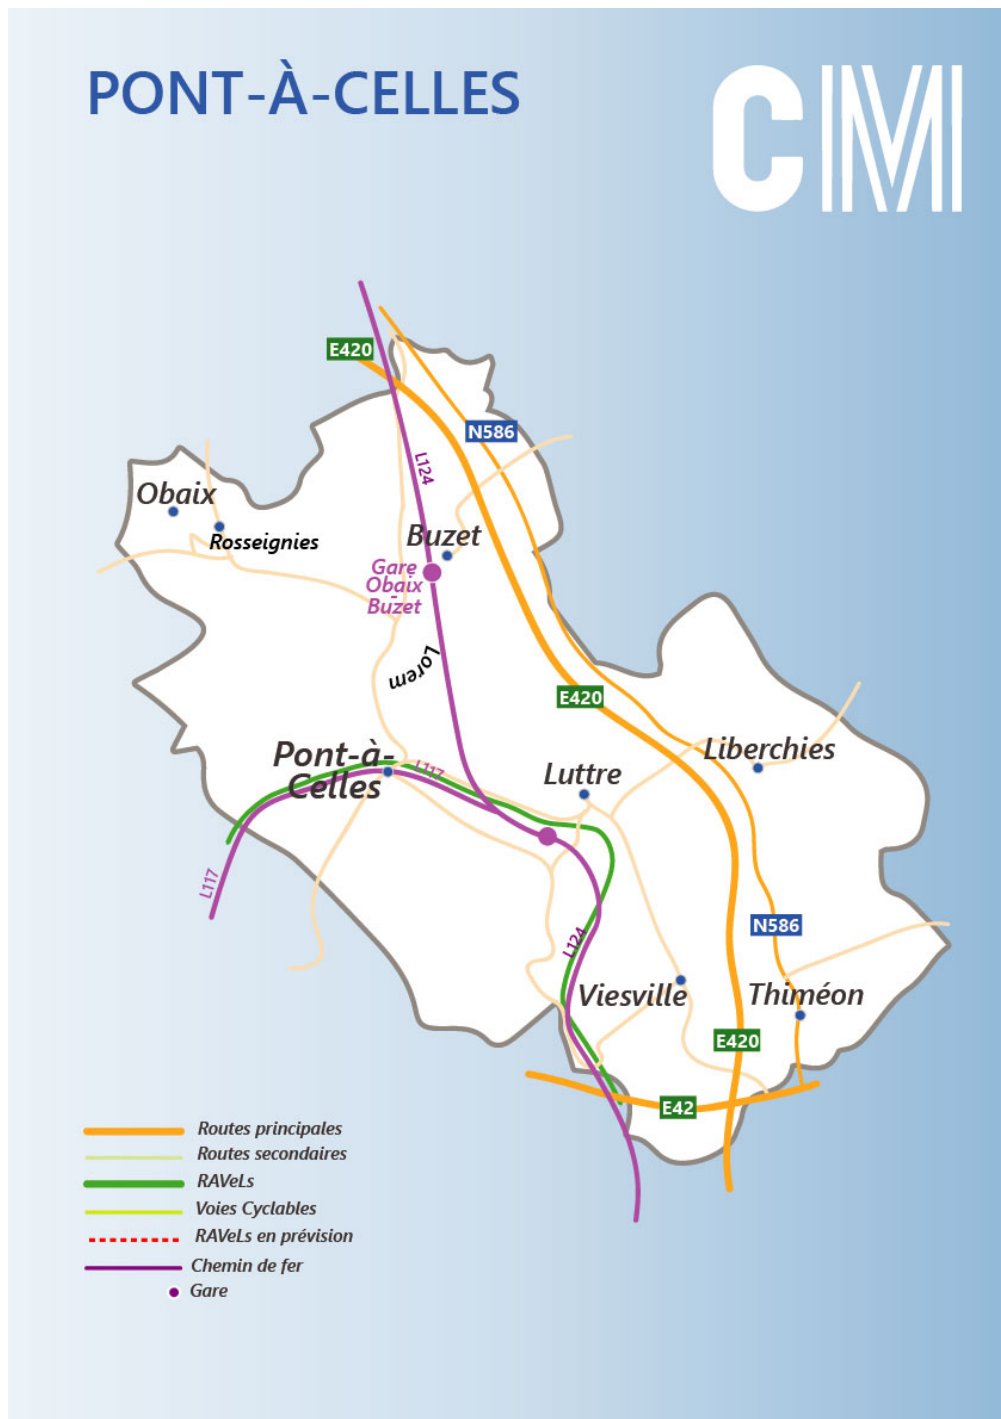 PONT-À-CELLES
CM
E420
N586
L124
Obaix
Rosseignies
Buzet
Gare
Obaix
-
Buzet
Lorem
E420
Pont-à-
Celles
L117
Luttre
Liberchies
L117
N586
L124
Viesville
Thiméon
E420
E42
Routes principales
Routes secondaires
RAVeLs
Voies Cyclables
RAVeLs en prévision
Chemin de fer
Gare